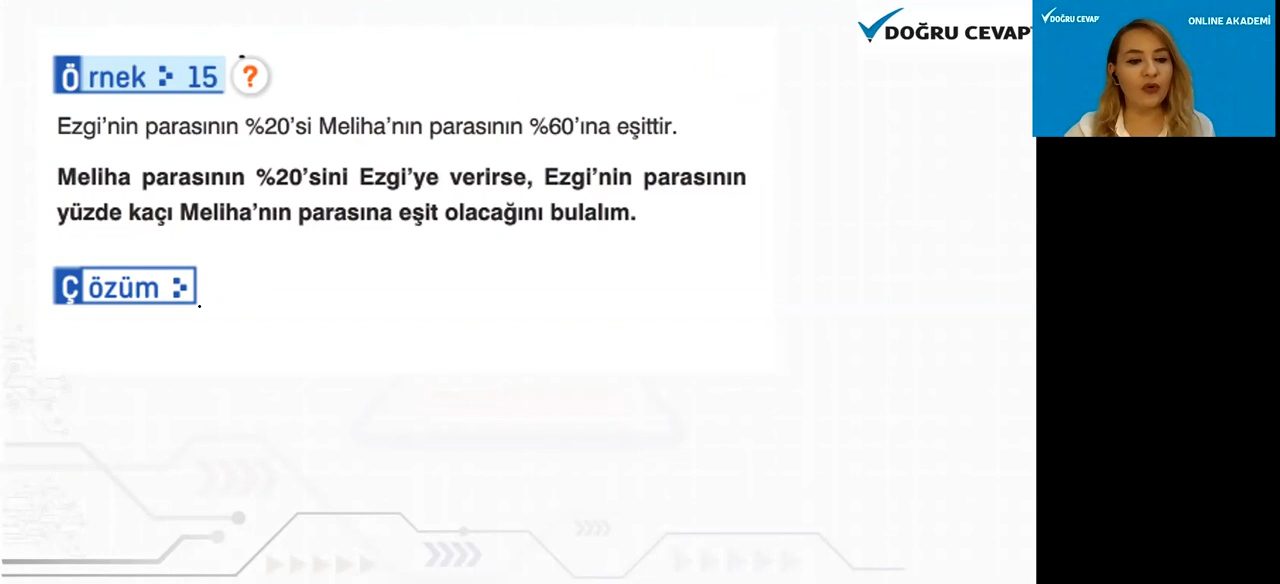 Örnek 15 ?
Ezgi’nin parasının %20’si Meliha’nın parasının %60’ına eşittir.
Meliha parasının %20’sini Ezgi’ye verirse, Ezgi’nin parasının
yüzde kaçı Meliha’nın parasına eşit olacağını bulalım.
Çözüm
DOĞRU CEVAP
DOĞRU CEVAP
ONLINE AKADEMİ